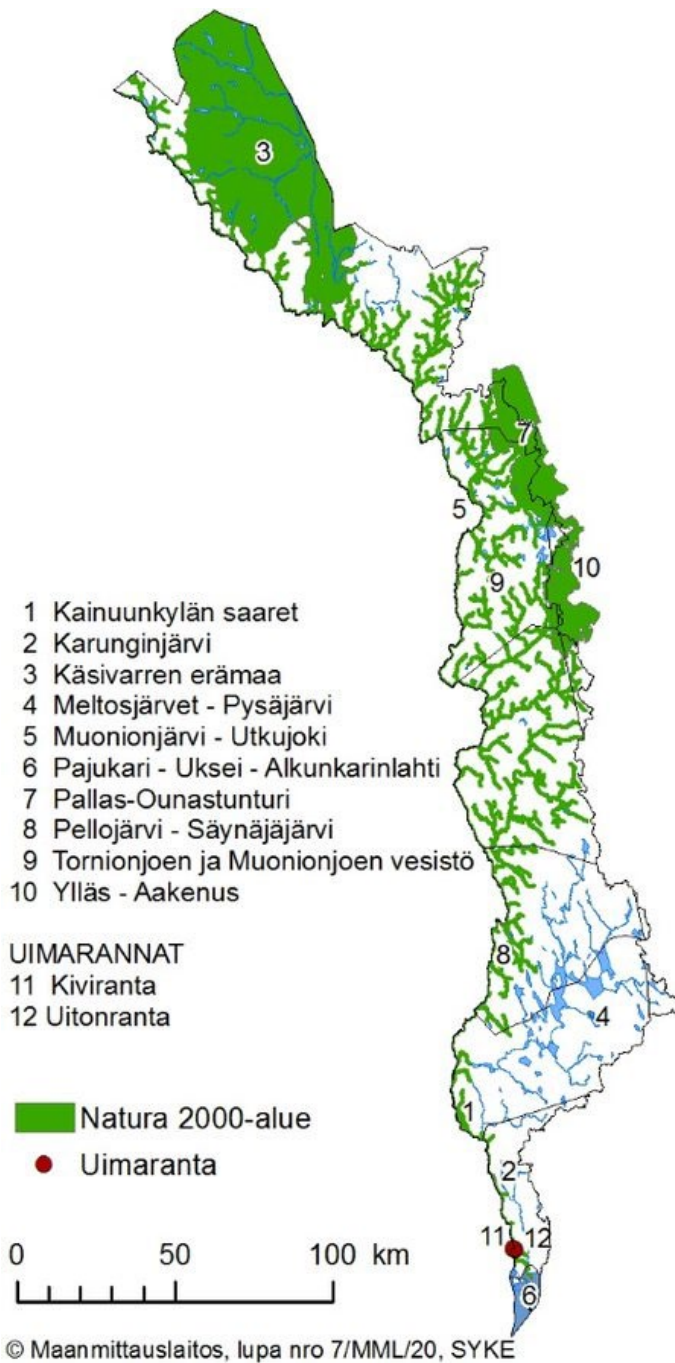 3
7
5
10
9
1 Kainuunkylän saaret
2 Karunginjärvi
3 Käsivarren erämaa
4 Meltosjärvet - Pysäjärvi
5 Muonionjärvi - Utkujoki
6 Pajukari - Uksei - Alkunkarinlahti
7 Pallas-Ounastunturi
8 Pellojärvi - Säynäjäjärvi
9 Tornionjoen ja Muonionjoen vesistö
10 Ylläs - Aakenus
UIMARANNAT
11 Kiviranta
12 Uitonranta
8
4
Natura 2000-alue
Uimaranta
1
2
11 12
6
0 50 100 km
© Maanmittauslaitos, lupa nro 7/MML/20, SYKE